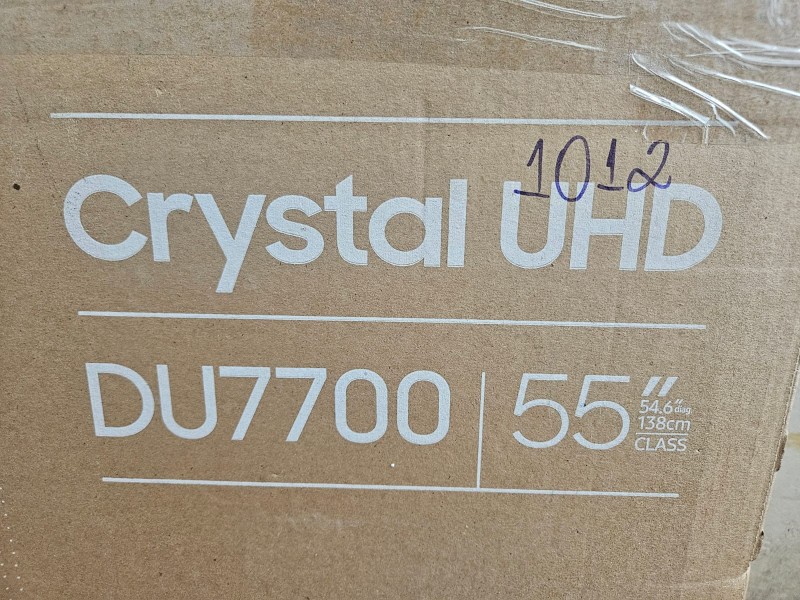 1012
Crystal UHD
DU7700
55"
54.6" diag.
138cm
CLASS